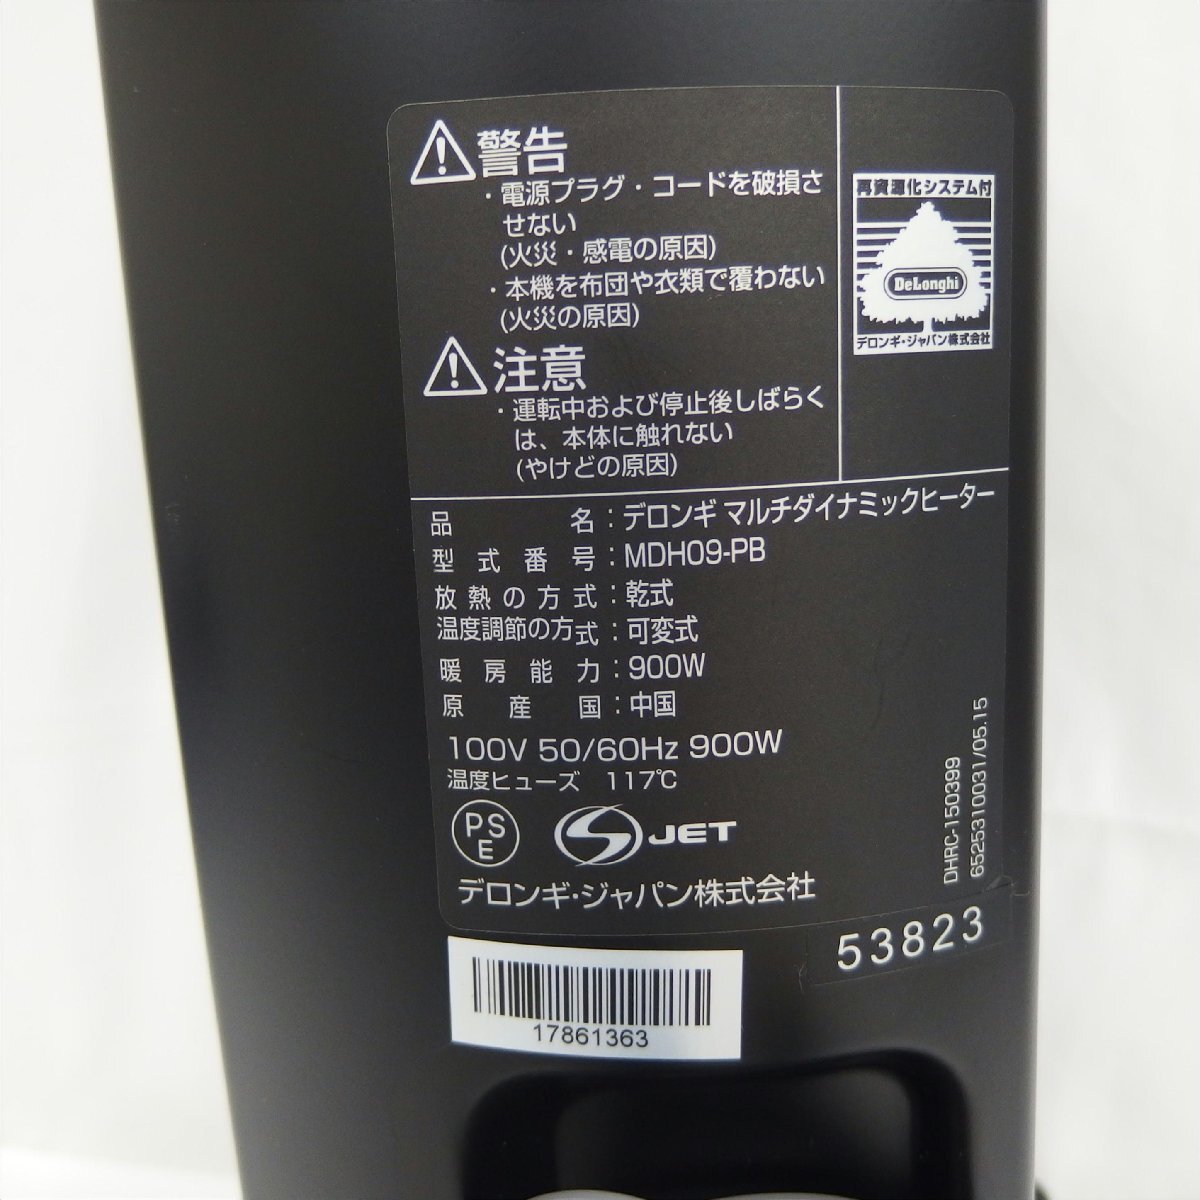 警告
・電源プラグ・コードを破損さ
せない
(火災・感電の原因)
・本機を布団や衣類で覆わない
(火災の原因)
注意
・運転中および停止後しばらく
は、本体に触れない
(やけどの原因)
再資源化システム付
DeLonghi
デロンギ・ジャパン株式会社
品名：デロンギ マルチダイナミックヒーター
型式番号：MDH09-PB
放熱の方式：乾式
温度調節の方式：可変式
暖房能力：900W
原産国：中国
100V 50/60Hz 900W
温度ヒューズ 117℃
PS
E
S JET
デロンギ・ジャパン株式会社
DHRC-150399
6525310031/05.15
53823
17861363